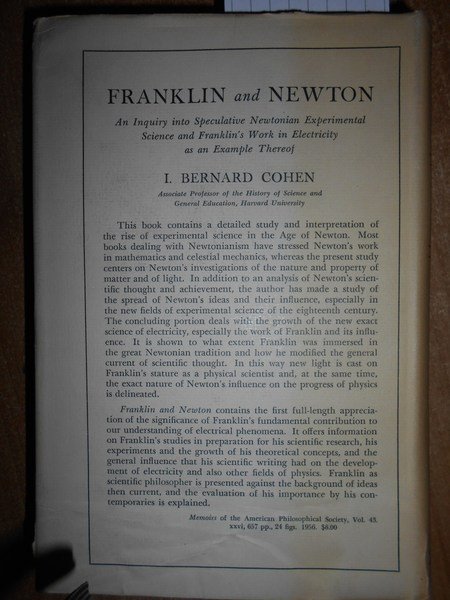 FRANKLIN and NEWTON
An Inquiry into Speculative Newtonian Experimental
Science and Franklin's Work in Electricity
as an Example Thereof
I. BERNARD COHEN
Associate Professor of the History of Science and
General Education, Harvard University
This book contains a detailed study and interpretation of
the rise of experimental science in the Age of Newton. Most
books dealing with Newtonianism have stressed Newton's work
in mathematics and celestial mechanics, whereas the present study
centers on Newton's investigations of the nature and property of
matter and of light. In addition to an analysis of Newton's scien-
tific thought and achievement, the author has made a study of
the spread of Newton's ideas and their influence, especially in
the new fields of experimental science of the eighteenth century.
The concluding portion deals with the growth of the new exact
science of electricity, especially the work of Franklin and its influ-
ence. It is shown to what extent Franklin was immersed in
the great Newtonian tradition and how he modified the general
current of scientific thought. In this way new light is cast on
Franklin's stature as a physical scientist and, at the same time,
the exact nature of Newton's influence on the progress of physics
is delineated.
Franklin and Newton contains the first full-length apprecia-
tion of the significance of Franklin's fundamental contribution to
our understanding of electrical phenomena. It offers information
on Franklin's studies in preparation for his scientific research, his
experiments and the growth of his theoretical concepts, and the
general influence that his scientific writing had on the develop-
ment of electricity and also other fields of physics. Franklin as
scientific philosopher is presented against the background of ideas
then current, and the evaluation of his importance by his con-
temporaries is explained.
Memoirs of the American Philosophical Society, Vol. 43.
xxvi, 657 pp., 24 figs. 1956. $6.00